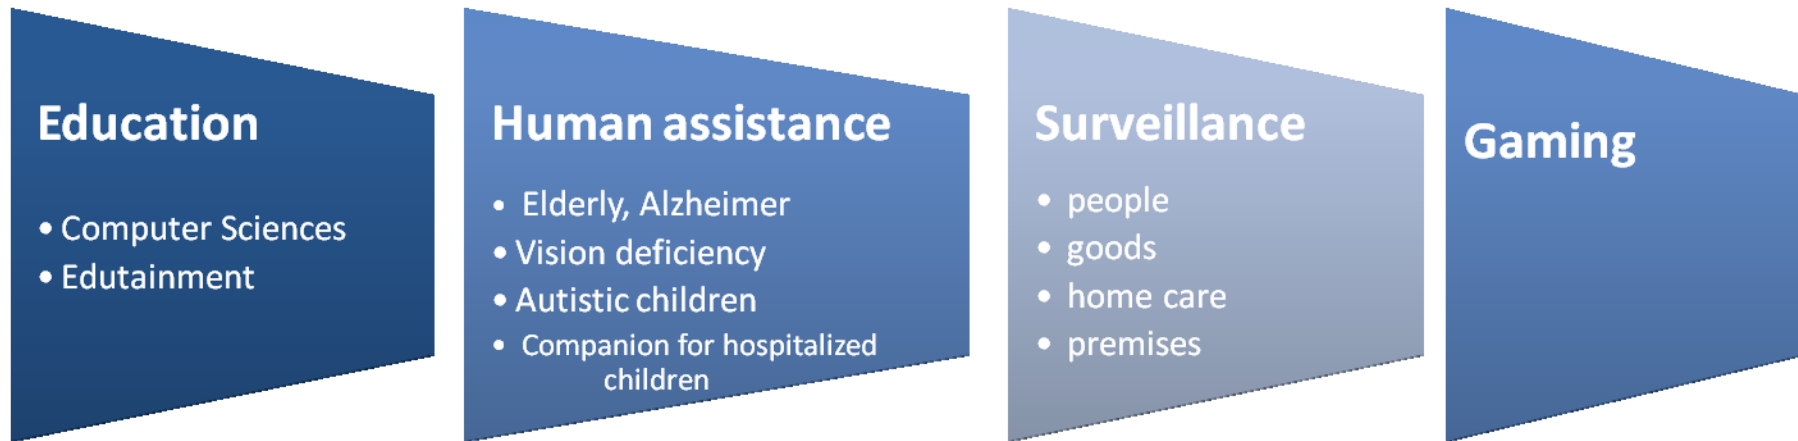 Education
• Computer Sciences
• Edutainment
Human assistance
• Elderly, Alzheimer
• Vision deficiency
• Autistic children
• Companion for hospitalized
children
Surveillance
• people
• goods
• home care
• premises
Gaming